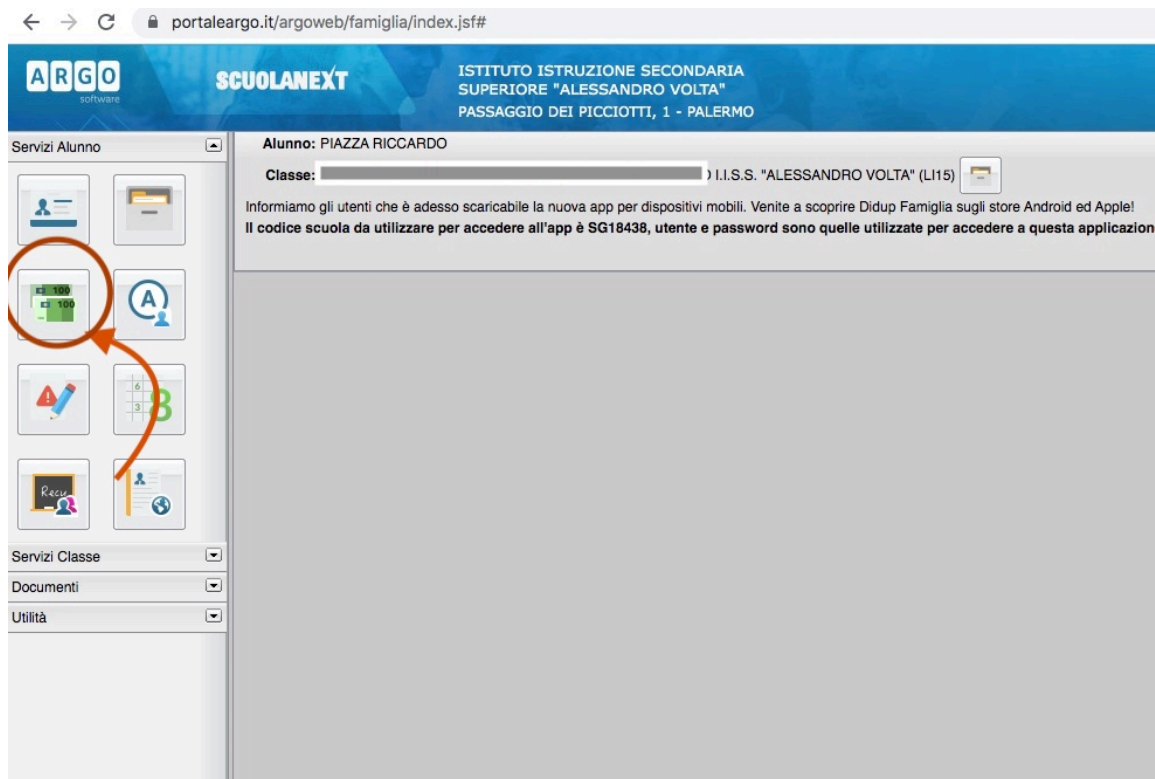 portaleargo.it/argoweb/famiglia/index.jsf#
ARGO
software
SCUOLANEXT
ISTITUTO ISTRUZIONE SECONDARIA
SUPERIORE "ALESSANDRO VOLTA"
PASSAGGIO DEI PICCIOTTI, 1 - PALERMO
Servizi Alunno
Alunno: PIAZZA RICCARDO
Classe: I.I.S.S. "ALESSANDRO VOLTA" (LI15)
Informiamo gli utenti che è adesso scaricabile la nuova app per dispositivi mobili. Venite a scoprire Didup Famiglia sugli store Android ed Apple!
Il codice scuola da utilizzare per accedere all'app è SG18438, utente e password sono quelle utilizzate per accedere a questa applicazion
100
100
A
6
3
8
Recu
Servizi Classe
Documenti
Utilità